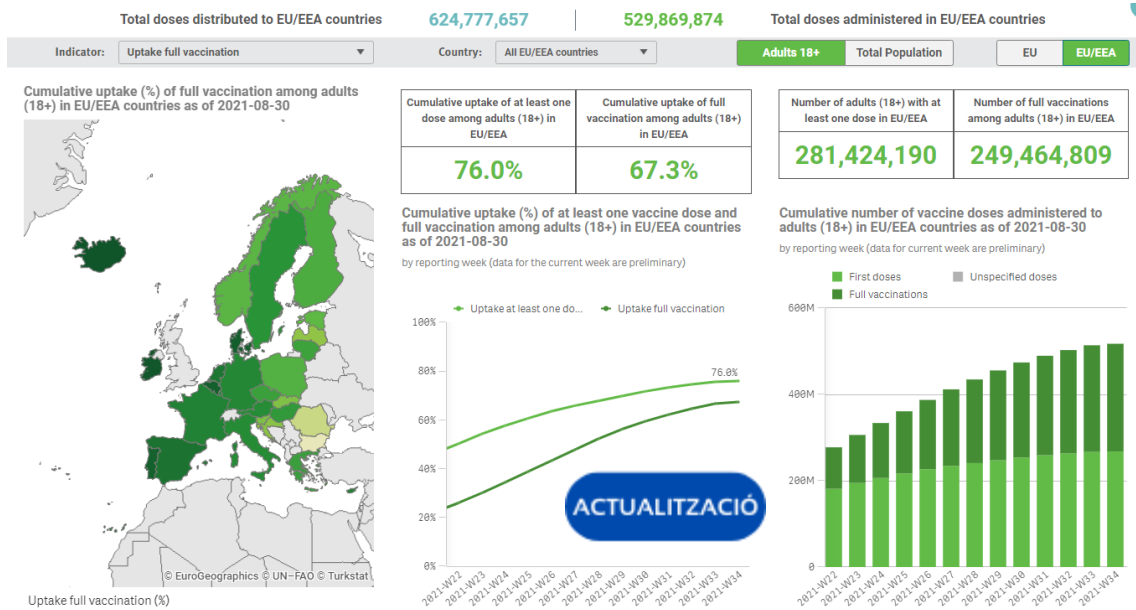 Total doses distributed to EU/EEA countries
624,777,657
529,869,874
Total doses administered in EU/EEA countries
Indicator:
Uptake full vaccination
Country:
All EU/EEA countries
Adults 18+
Total Population
EU
EU/EEA
Cumulative uptake (%) of full vaccination among adults
(18+) in EU/EEA countries as of 2021-08-30
© EuroGeographics © UN-FAO © Turkstat
Uptake full vaccination (%)
Cumulative uptake of at least one
dose among adults (18+) in
EU/EEA
76.0%
Cumulative uptake of full
vaccination among adults (18+)
in EU/EEA
67.3%
Number of adults (18+) with at
least one dose in EU/EEA
281,424,190
Number of full vaccinations
among adults (18+) in EU/EEA
249,464,809
Cumulative uptake (%) of at least one vaccine dose and
full vaccination among adults (18+) in EU/EEA countries
as of 2021-08-30
by reporting week (data for the current week are preliminary)
Uptake at least one do...
Uptake full vaccination
100%
80%
60%
40%
20%
0%
76.0%
ACTUALITZACIÓ
2021-W22
2021-W23
2021-W24
2021-W25
2021-W26
2021-W27
2021-W28
2021-W29
2021-W30
2021-W31
2021-W32
2021-W33
2021-W34
Cumulative number of vaccine doses administered to
adults (18+) in EU/EEA countries as of 2021-08-30
by reporting week (data for current week are preliminary)
First doses
Unspecified doses
Full vaccinations
600M
400M
200M
0
2021-W22
2021-W23
2021-W24
2021-W25
2021-W26
2021-W27
2021-W28
2021-W29
2021-W30
2021-W31
2021-W32
2021-W33
2021-W34